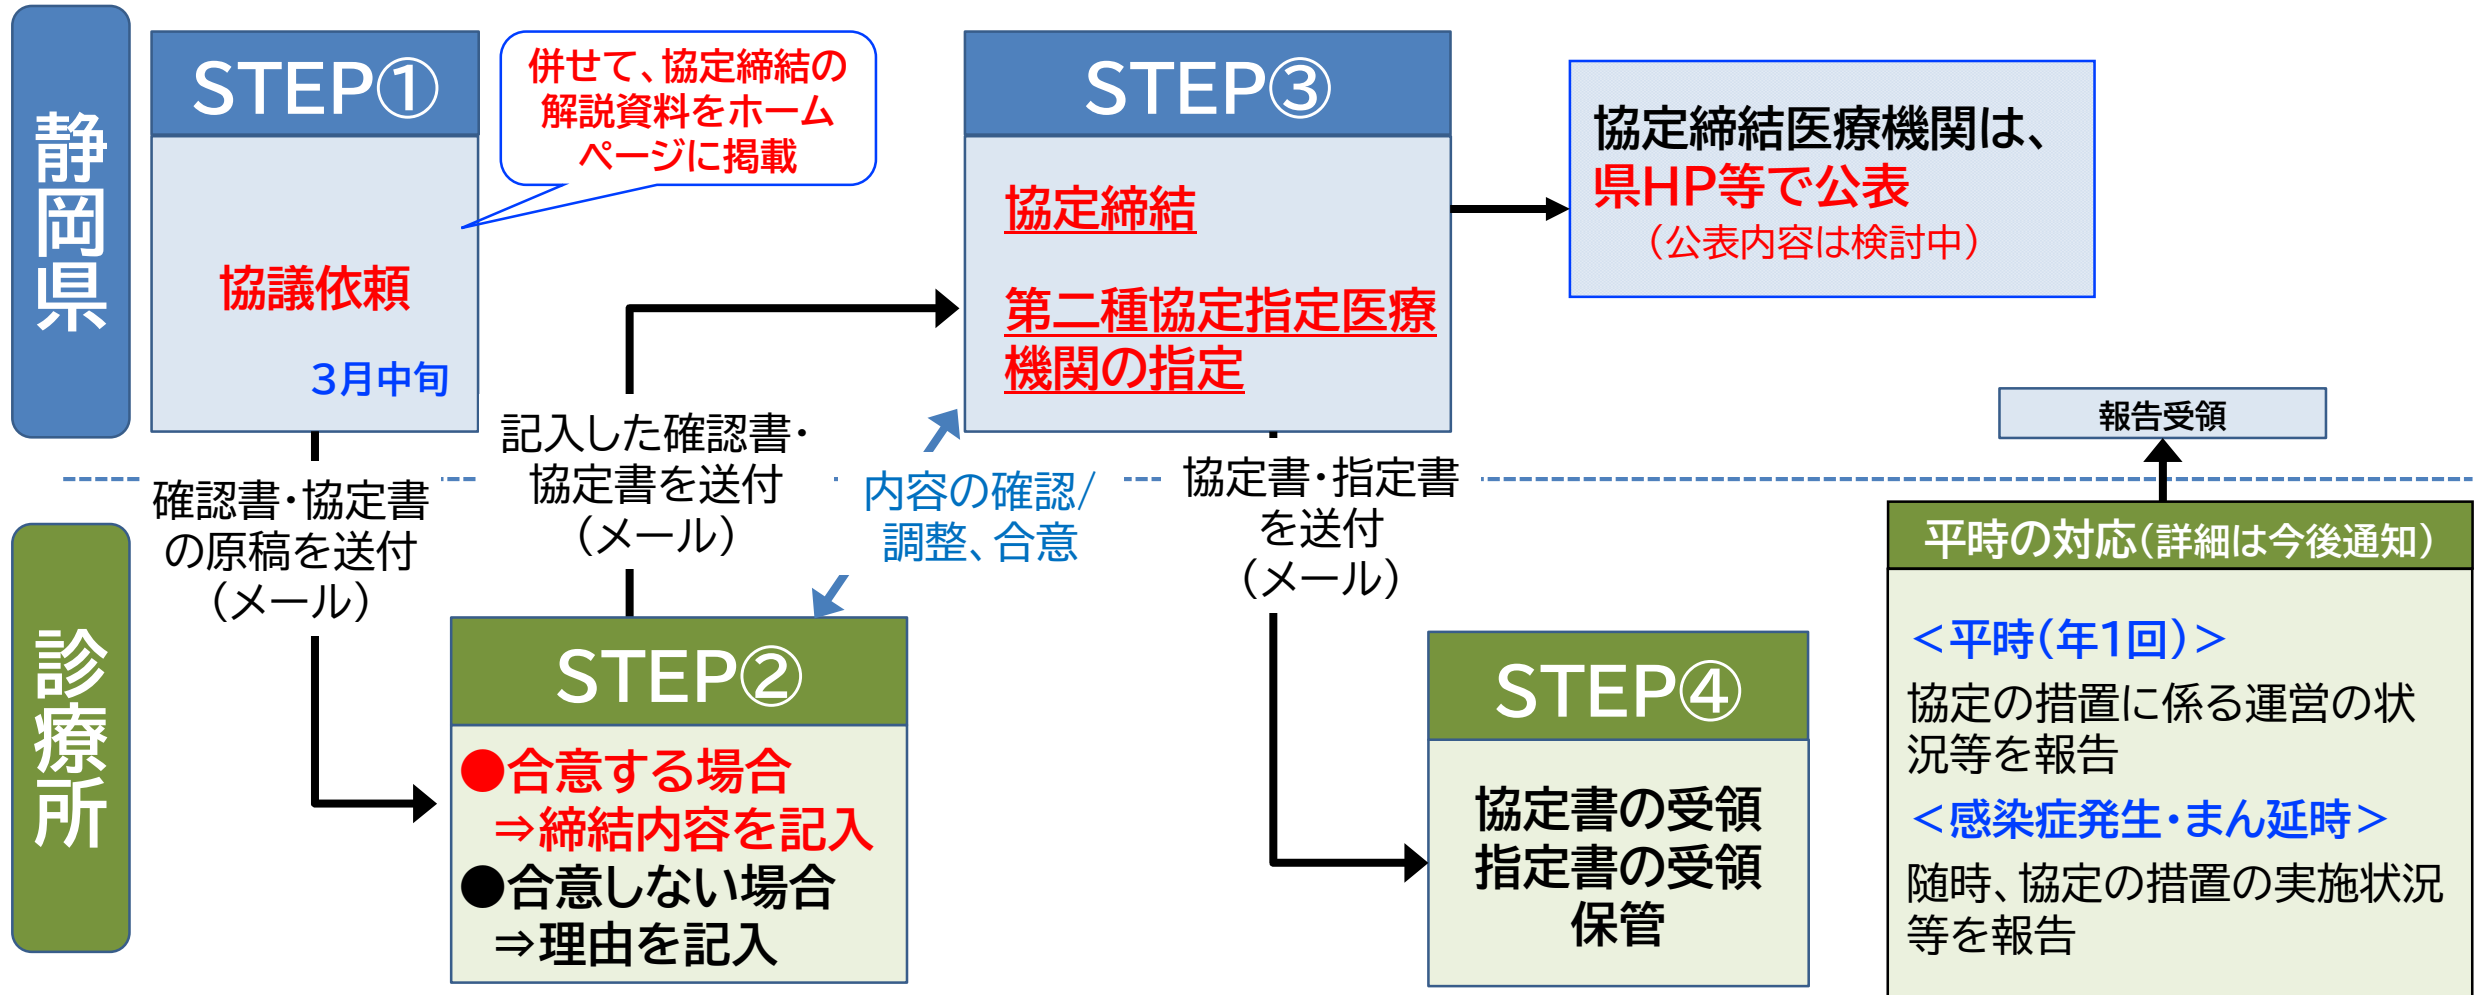 静岡県
STEP①
協議依頼
3月中旬
併せて、協定締結の
解説資料をホーム
ページに掲載
確認書・協定書
の原稿を送付
（メール）
診療所
STEP②
●合意する場合
⇒締結内容を記入
●合意しない場合
⇒理由を記入
記入した確認書・
協定書を送付
（メール）
内容の確認/
調整、合意
STEP③
協定締結
第二種協定指定医療
機関の指定
協定締結医療機関は、
県HP等で公表
（公表内容は検討中）
協定書・指定書
を送付
（メール）
STEP④
協定書の受領
指定書の受領
保管
報告受領
平時の対応（詳細は今後通知）
＜平時（年1回）＞
協定の措置に係る運営の状
況等を報告
＜感染症発生・まん延時＞
随時、協定の措置の実施状況
等を報告